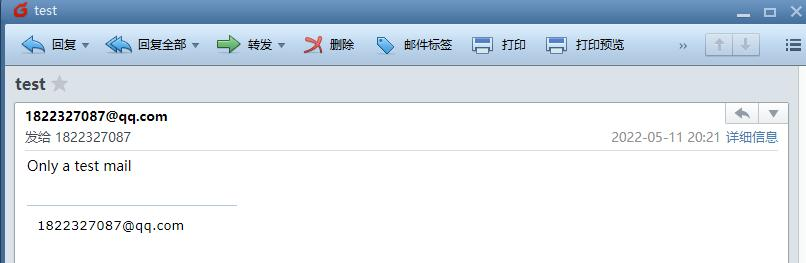 test
回复 回复全部 转发 删除 邮件标签 打印 打印预览 »
test
1822327087@qq.com
发给 1822327087 2022-05-11 20:21 详细信息
Only a test mail
1822327087@qq.com